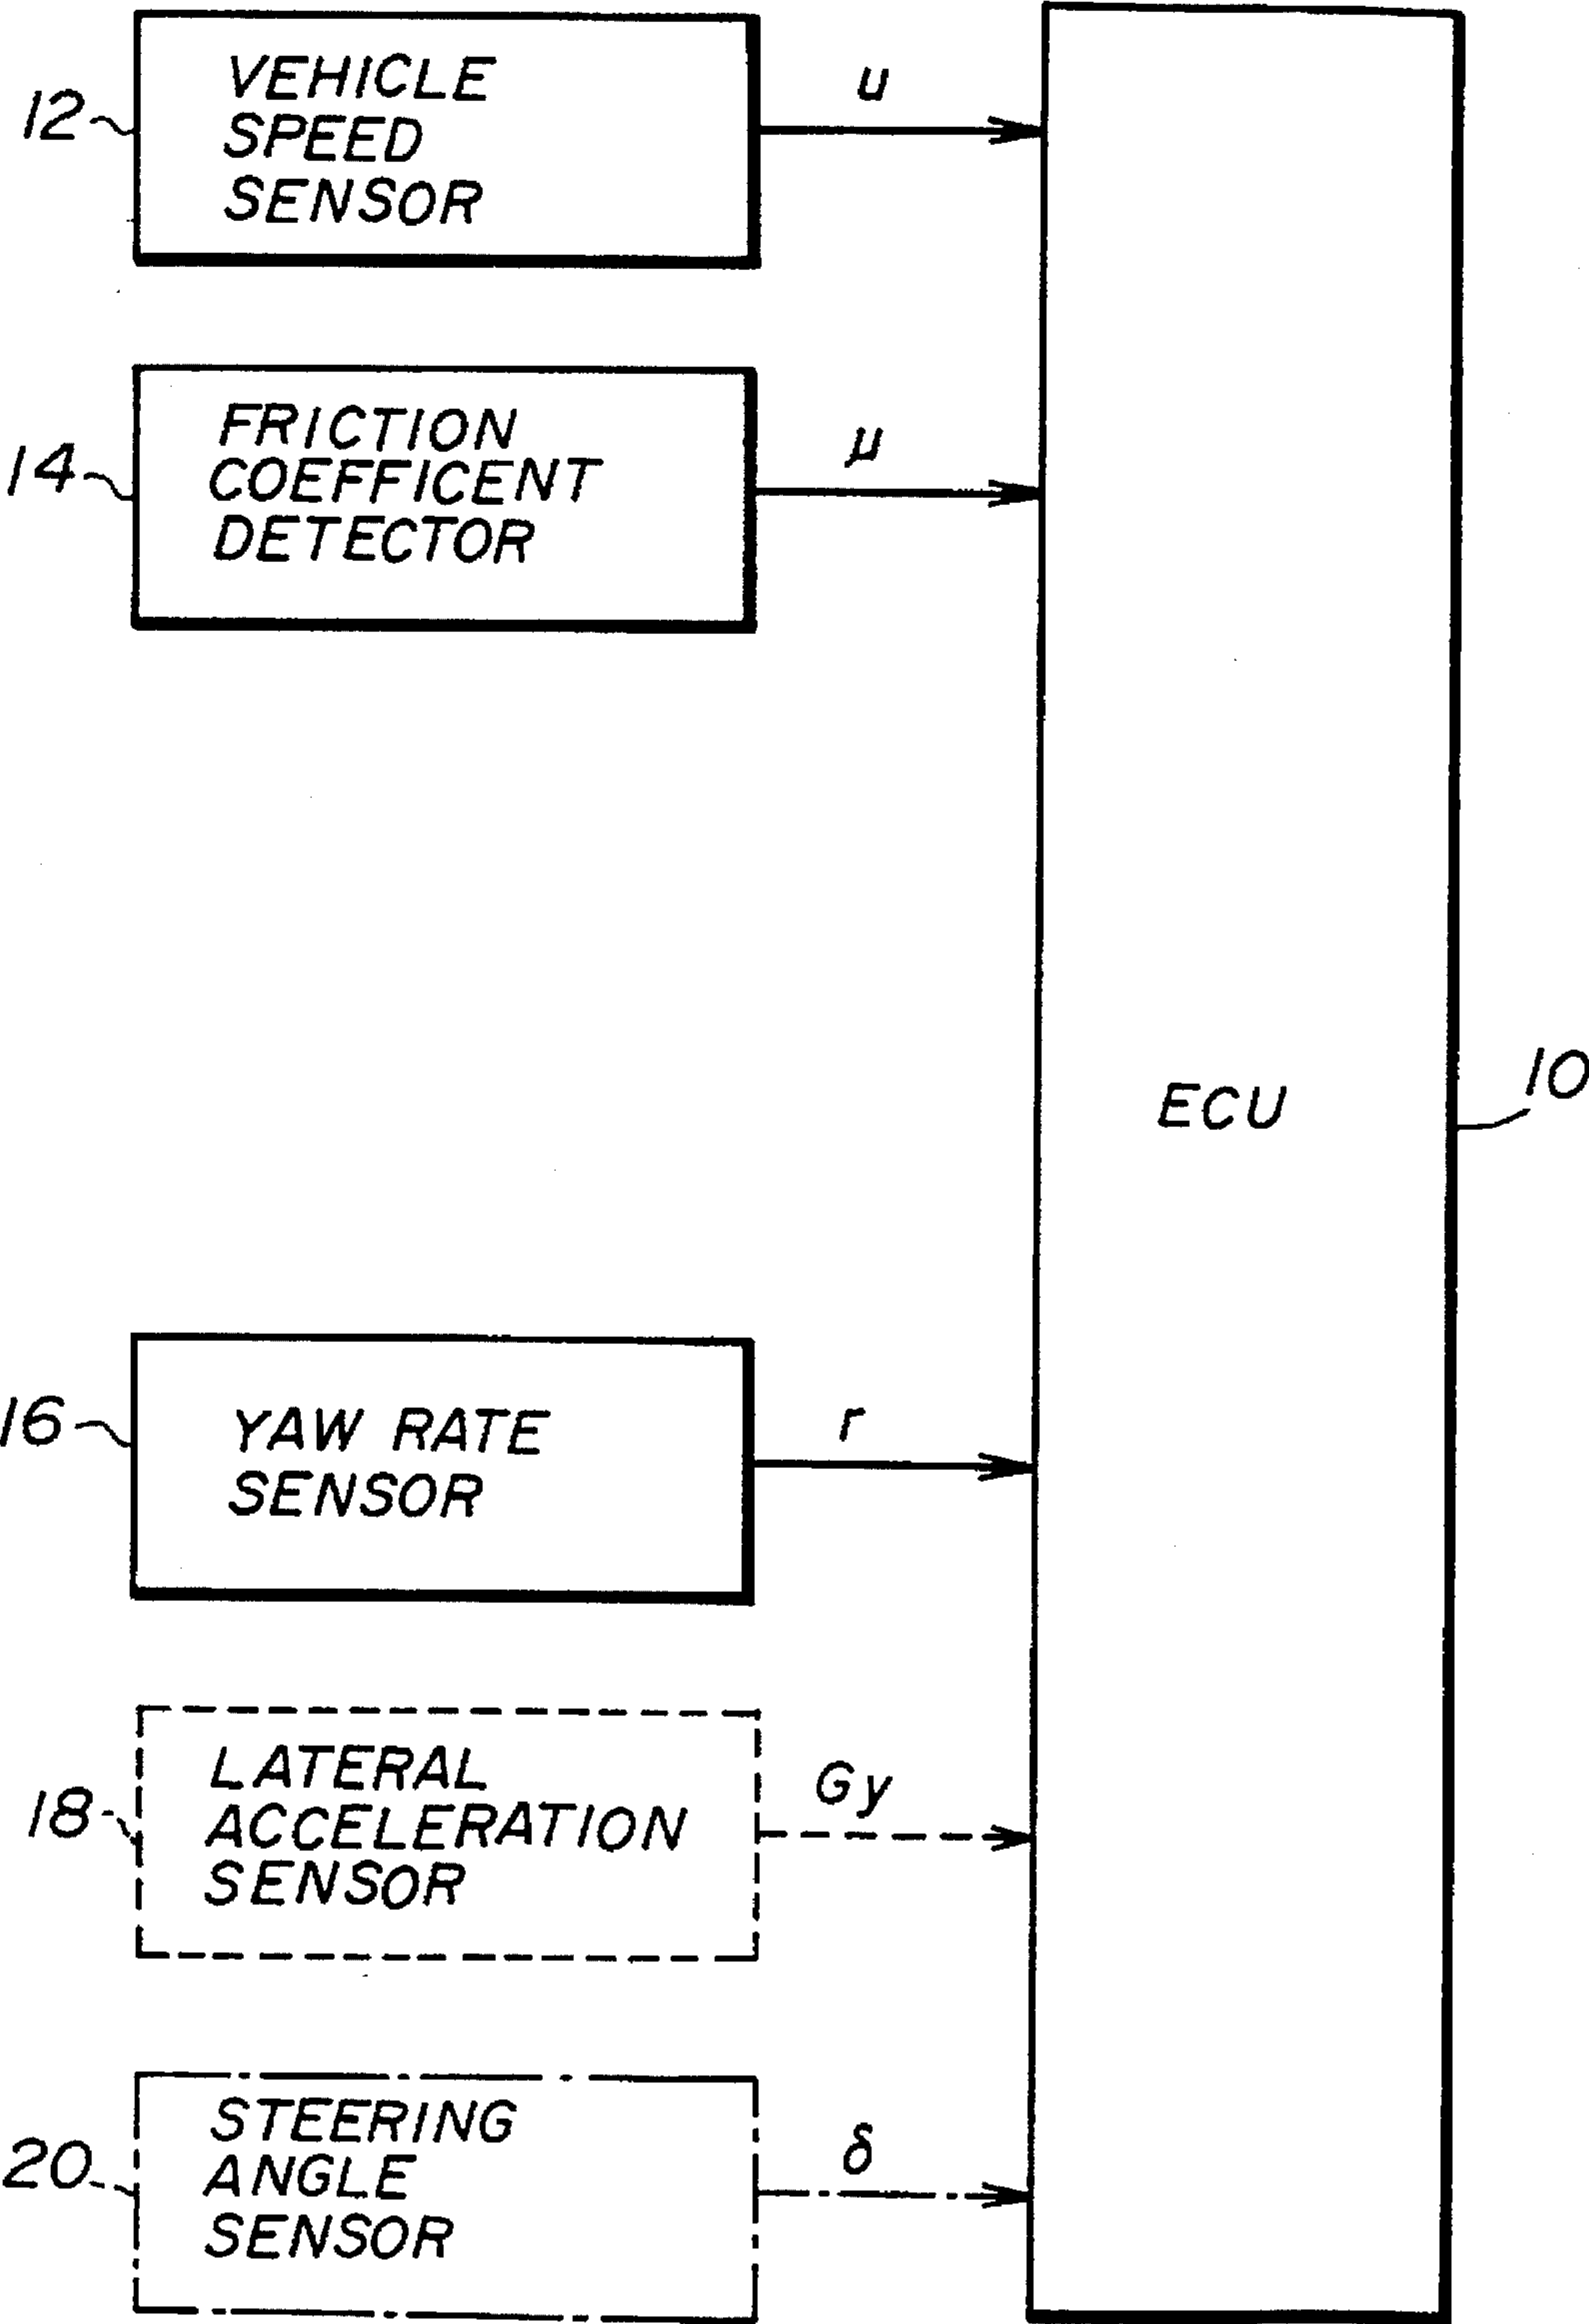 12
VEHICLE
SPEED
SENSOR
u
14
FRICTION
COEFFICENT
DETECTOR
μ
ECU
10
16
YAW RATE
SENSOR
r
18
LATERAL
ACCELERATION
SENSOR
Gy
20
STEERING
ANGLE
SENSOR
δ